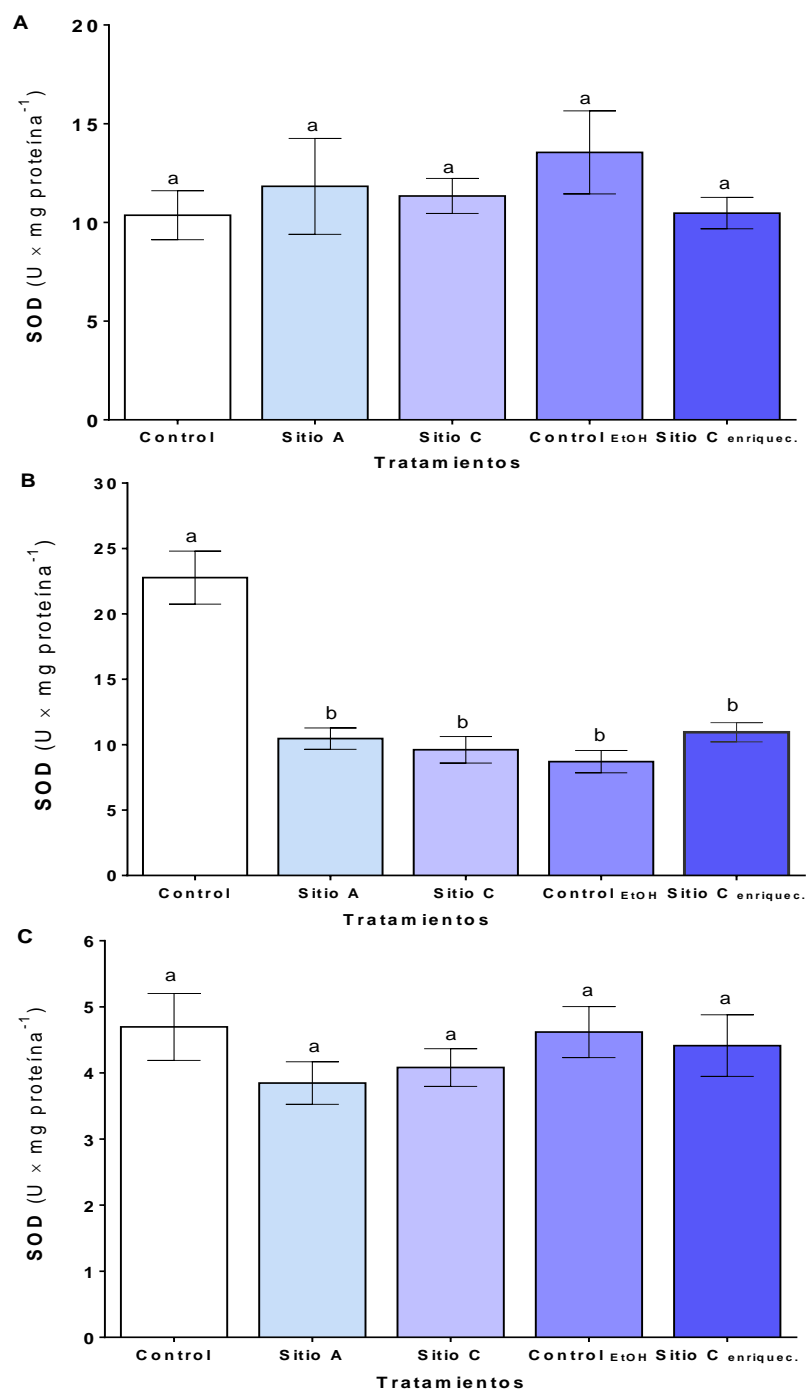 A
SOD (U × mg proteína-1)
20
15
10
5
0
a
a
a
a
a
Control
Sitio A
Sitio C
Control EtOH
Sitio C enriquec.
Tratamientos
B
SOD (U × mg proteína-1)
30
25
20
15
10
5
0
a
b
b
b
b
Control
Sitio A
Sitio C
Control EtOH
Sitio C enriquec.
Tratamientos
C
SOD (U × mg proteína-1)
6
5
4
3
2
1
0
a
a
a
a
a
Control
Sitio A
Sitio C
Control EtOH
Sitio C enriquec.
Tratamientos